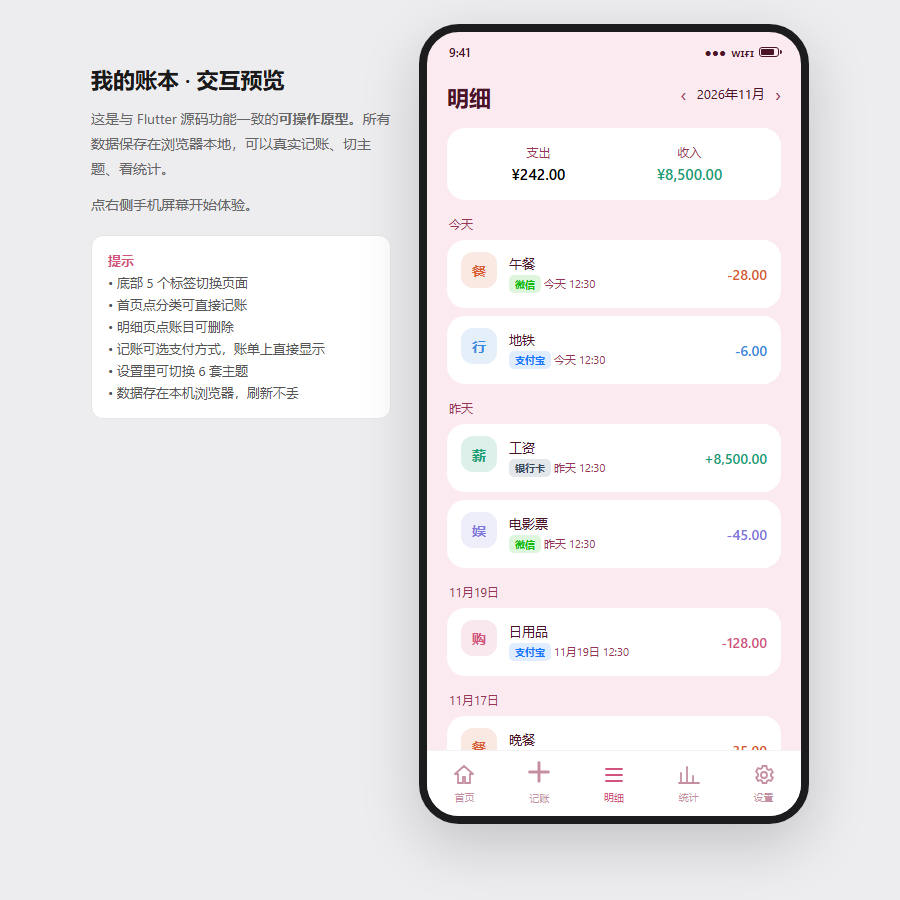 我的账本 · 交互预览
这是与 Flutter 源码功能一致的可操作原型。所有
数据保存在浏览器本地，可以真实记账、切主
题、看统计。
点右侧手机屏幕开始体验。
提示
• 底部 5 个标签切换页面
• 首页点分类可直接记账
• 明细页点账目可删除
• 记账可选支付方式，账单上直接显示
• 设置里可切换 6 套主题
• 数据存在本机浏览器，刷新不丢
9:41
●●● WIFI
明细
‹ 2026年11月 ›
支出 收入
¥242.00 ¥8,500.00
今天
餐 午餐 -28.00
微信 今天 12:30
行 地铁 -6.00
支付宝 今天 12:30
昨天
薪 工资 +8,500.00
银行卡 昨天 12:30
娱 电影票 -45.00
微信 昨天 12:30
11月19日
购 日用品 -128.00
支付宝 11月19日 12:30
11月17日
餐 晚餐 -35.00
首页 记账 明细 统计 设置